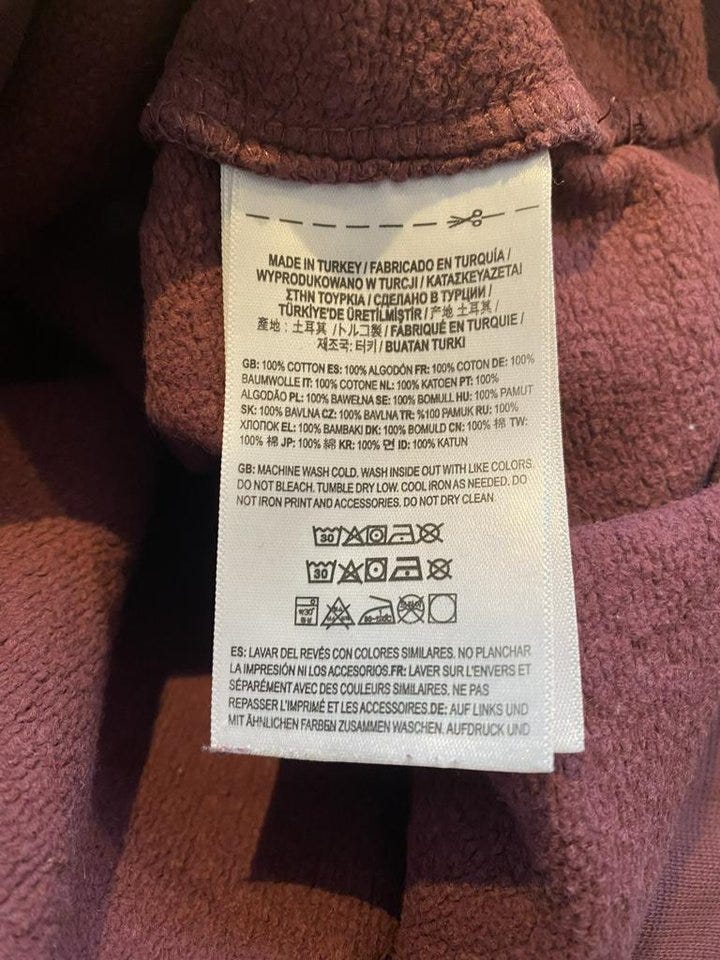 MADE IN TURKEY / FABRICADO EN TURQUÍA /
WYPRODUKOWANO W TURCJI / ΚΑΤΑΣΚΕΥΑΖΕΤΑΙ
ΣΤΗΝ ΤΟΥΡΚΙΑ / СДЕЛАНО В ТУРЦИИ /
TÜRKİYE'DE ÜRETİLMİŞTİR / 产地 土耳其 /
產地 : 土耳其 / トルコ製 / FABRIQUÉ EN TURQUIE /
제조국: 터키 / BUATAN TURKI
GB: 100% COTTON ES: 100% ALGODÓN FR: 100% COTON DE: 100%
BAUMWOLLE IT: 100% COTONE NL: 100% KATOEN PT: 100%
ALGODÃO PL: 100% BAWEŁNA SE: 100% BOMULL HU: 100% PAMUT
SK: 100% BAVLNA CZ: 100% BAVLNA TR: %100 PAMUK RU: 100%
ХЛОПОК EL: 100% ΒΑΜΒΑΚΙ DK: 100% BOMULD CN: 100% 棉 TW:
100% 棉 JP: 100% 綿 KR: 100% 면 ID: 100% KATUN
GB: MACHINE WASH COLD. WASH INSIDE OUT WITH LIKE COLORS.
DO NOT BLEACH. TUMBLE DRY LOW. COOL IRON AS NEEDED. DO
NOT IRON PRINT AND ACCESSORIES. DO NOT DRY CLEAN
30
30
ES: LAVAR DEL REVÉS CON COLORES SIMILARES. NO PLANCHAR
LA IMPRESIÓN NI LOS ACCESORIOS.FR: LAVER SUR L'ENVERS ET
SÉPARÉMENT AVEC DES COULEURS SIMILAIRES. NE PAS
REPASSER L'IMPRIMÉ ET LES ACCESSOIRES.DE: AUF LINKS UND
MIT ÄHNLICHEN FARBEN ZUSAMMEN WASCHEN. AUFDRUCK UND